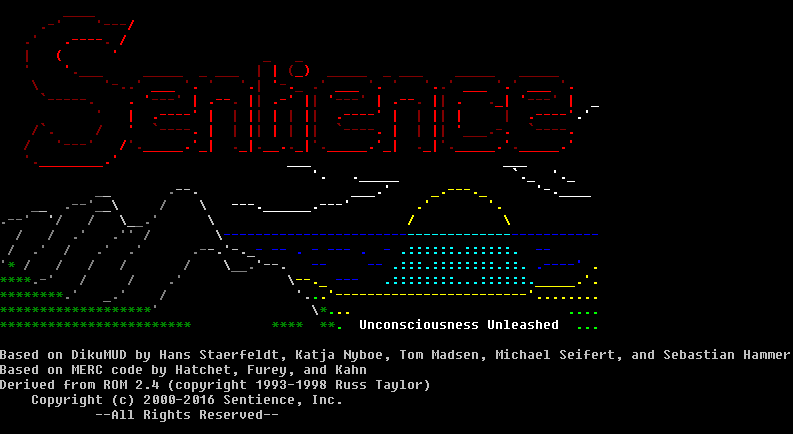 Sentience
Unconsciousness Unleashed
Based on DikuMUD by Hans Staerfeldt, Katja Nyboe, Tom Madsen, Michael Seifert, and Sebastian Hammer
Based on MERC code by Hatchet, Furey, and Kahn
Derived from ROM 2.4 (copyright 1993-1998 Russ Taylor)
Copyright (c) 2000-2016 Sentience, Inc.
--All Rights Reserved--